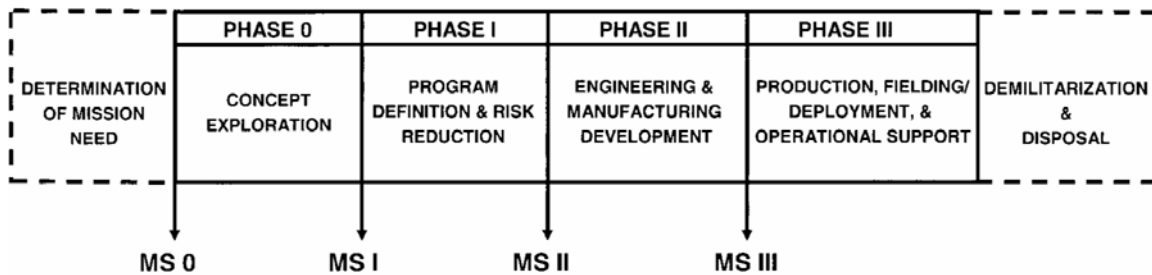 PHASE 0
PHASE I
PHASE II
PHASE III
DETERMINATION
OF MISSION
NEED
CONCEPT
EXPLORATION
PROGRAM
DEFINITION & RISK
REDUCTION
ENGINEERING &
MANUFACTURING
DEVELOPMENT
PRODUCTION, FIELDING/
DEPLOYMENT, &
OPERATIONAL SUPPORT
DEMILITARIZATION
&
DISPOSAL
MS 0
MS I
MS II
MS III